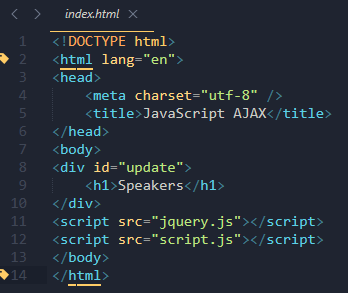 index.html
1 <!DOCTYPE html>
2 <html lang="en">
3 <head>
4     <meta charset="utf-8" />
5     <title>JavaScript AJAX</title>
6 </head>
7 <body>
8 <div id="update">
9     <h1>Speakers</h1>
10 </div>
11 <script src="jquery.js"></script>
12 <script src="script.js"></script>
13 </body>
14 </html>